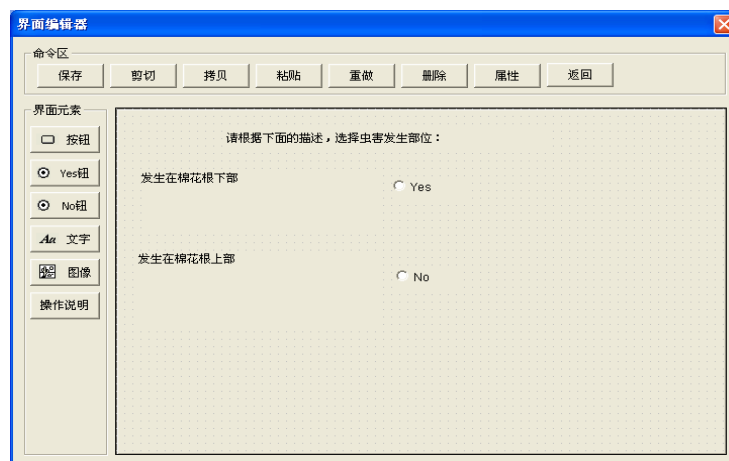 界面编辑器
命令区
保存 剪切 拷贝 粘贴 重做 删除 属性 返回
界面元素
按钮
Yes钮
No钮
Aa 文字
图像
操作说明
请根据下面的描述，选择虫害发生部位：
发生在棉花根下部
Yes
发生在棉花根上部
No